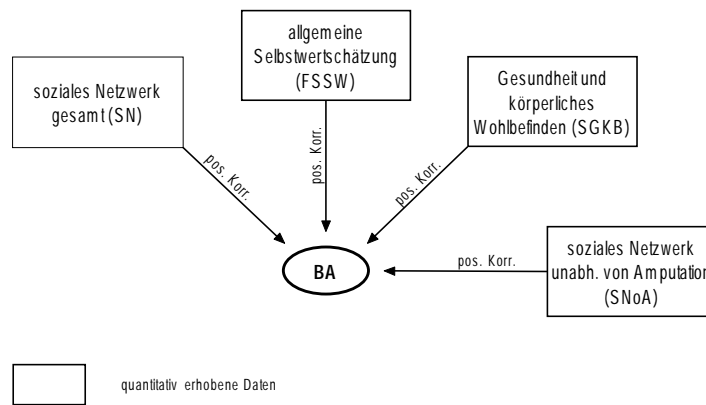 allgemeine
Selbstwertschätzung
(FSSW)
soziales Netzwerk
gesamt (SN)
Gesundheit und
körperliches
Wohlbefinden (SGKB)
pos. Korr.
pos. Korr.
pos. Korr.
soziales Netzwerk
unabh. von Amputation
(SNoA)
pos. Korr.
BA
quantitativ erhobene Daten